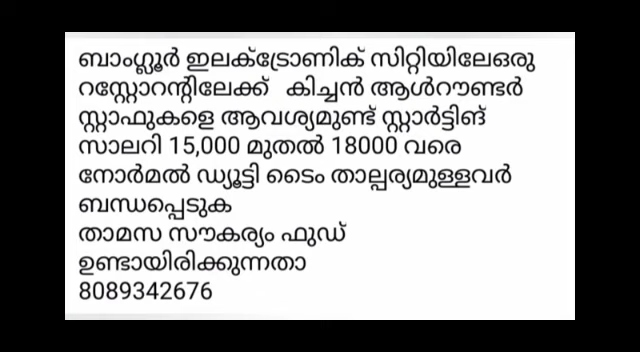 ബാംഗ്ലൂർ ഇലക്ട്രോണിക് സിറ്റിയിലേഒരു
റസ്റ്റോറന്റിലേക്ക് കിച്ചൻ ആൾറൗണ്ടർ
സ്റ്റാഫുകളെ ആവശ്യമുണ്ട് സ്റ്റാർട്ടിങ്
സാലറി 15,000 മുതൽ 18000 വരെ
നോർമൽ ഡ്യൂട്ടി ടൈം താല്പര്യമുള്ളവർ
ബന്ധപ്പെടുക
താമസ സൗകര്യം ഫുഡ്
ഉണ്ടായിരിക്കുന്നതാ
8089342676